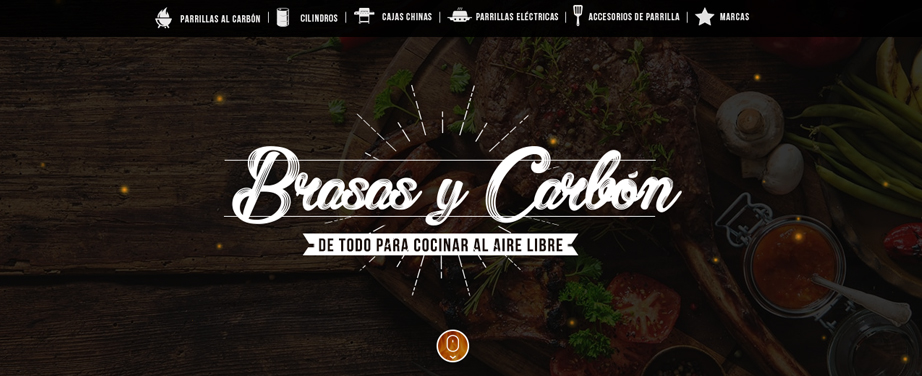 PARRILLAS AL CARBÓN | CILINDROS | CAJAS CHINAS | PARRILLAS ELÉCTRICAS | ACCESORIOS DE PARRILLA | MARCAS
Brasas y Carbón
DE TODO PARA COCINAR AL AIRE LIBRE